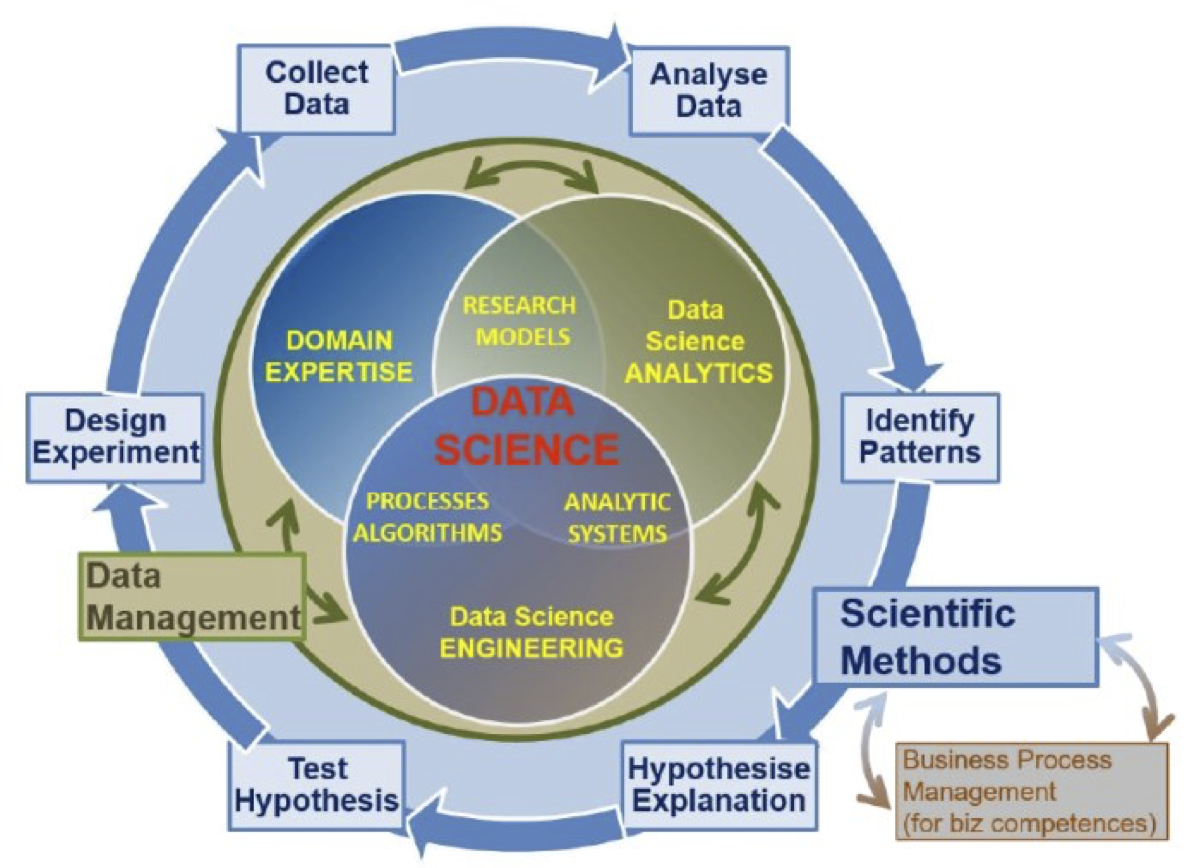 Collect
Data
Analyse
Data
RESEARCH
MODELS
Data
Science
ANALYTICS
DOMAIN
EXPERTISE
DATA
SCIENCE
Design
Experiment
Identify
Patterns
PROCESSES
ALGORITHMS
ANALYTIC
SYSTEMS
Data
Management
Data Science
ENGINEERING
Scientific
Methods
Test
Hypothesis
Hypothesise
Explanation
Business Process
Management
(for biz competences)